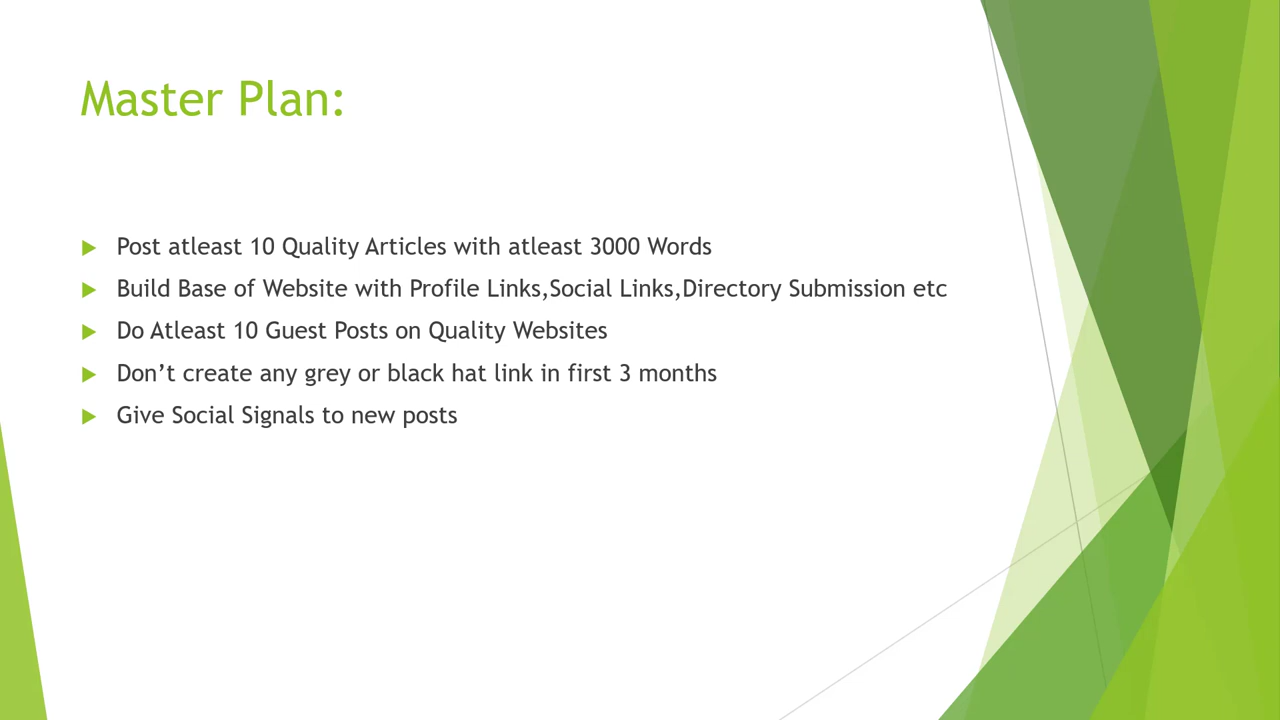 Master Plan:
Post atleast 10 Quality Articles with atleast 3000 Words
Build Base of Website with Profile Links,Social Links,Directory Submission etc
Do Atleast 10 Guest Posts on Quality Websites
Don’t create any grey or black hat link in first 3 months
Give Social Signals to new posts